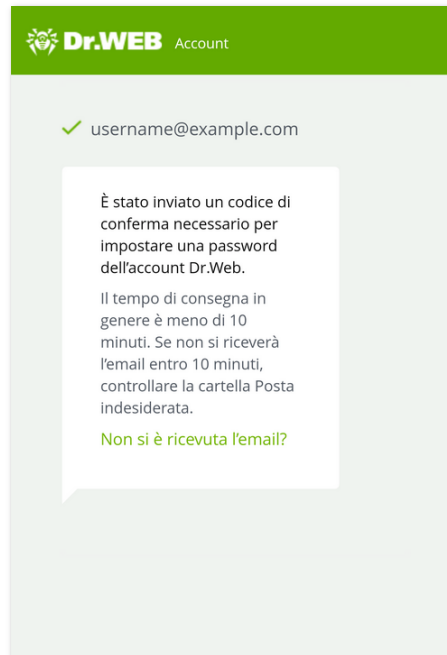 Dr.WEB Account
username@example.com
È stato inviato un codice di
conferma necessario per
impostare una password
dell'account Dr.Web.
Il tempo di consegna in
genere è meno di 10
minuti. Se non si riceverà
l'email entro 10 minuti,
controllare la cartella Posta
indesiderata.
Non si è ricevuta l'email?